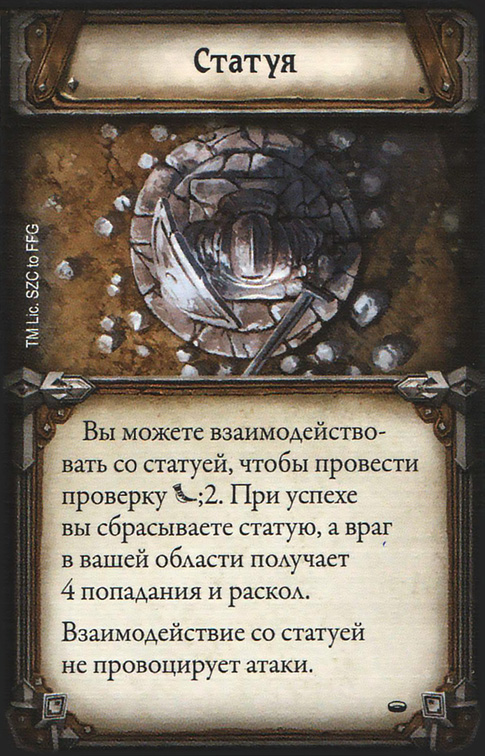 Статуя
TM Lic. SZC to FFG
Вы можете взаимодейство-
вать со статуей, чтобы провести
проверку ;2. При успехе
вы сбрасываете статую, а враг
в вашей области получает
4 попадания и раскол.
Взаимодействие со статуей
не провоцирует атаки.